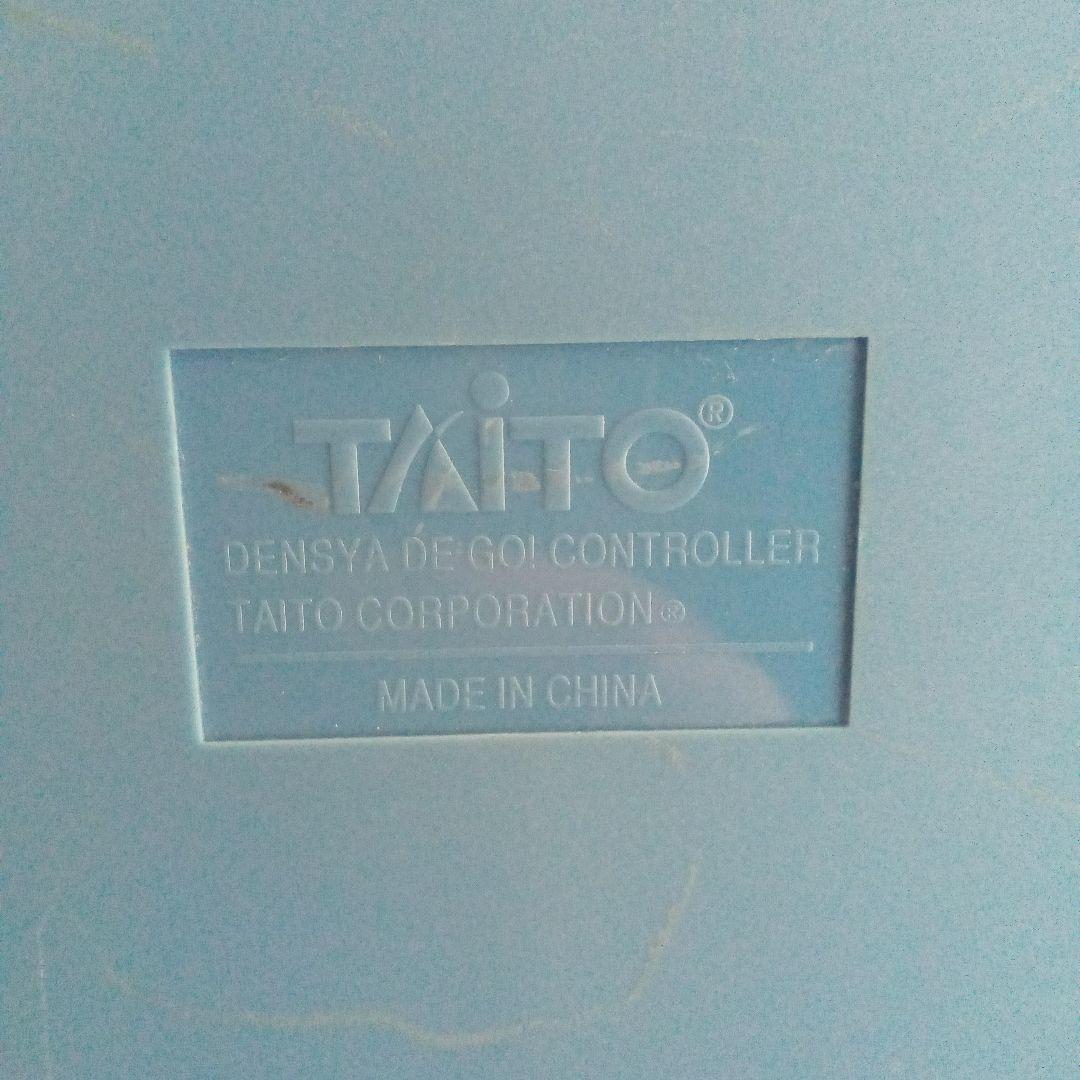 TAiTO®
DENSYA DE GO! CONTROLLER
TAITO CORPORATION®
MADE IN CHINA